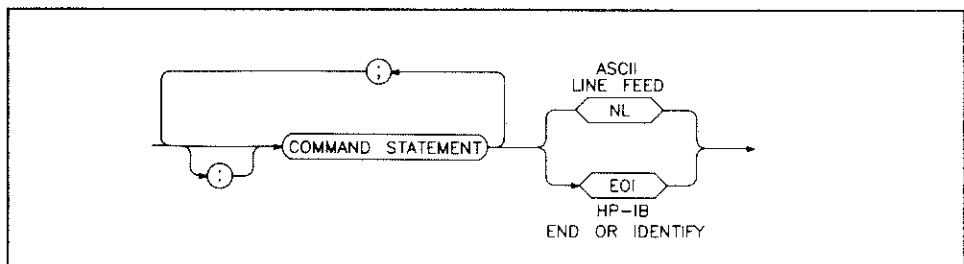 ;
ASCII
LINE FEED
NL
COMMAND STATEMENT
:
EOI
HP-IB
END OR IDENTIFY